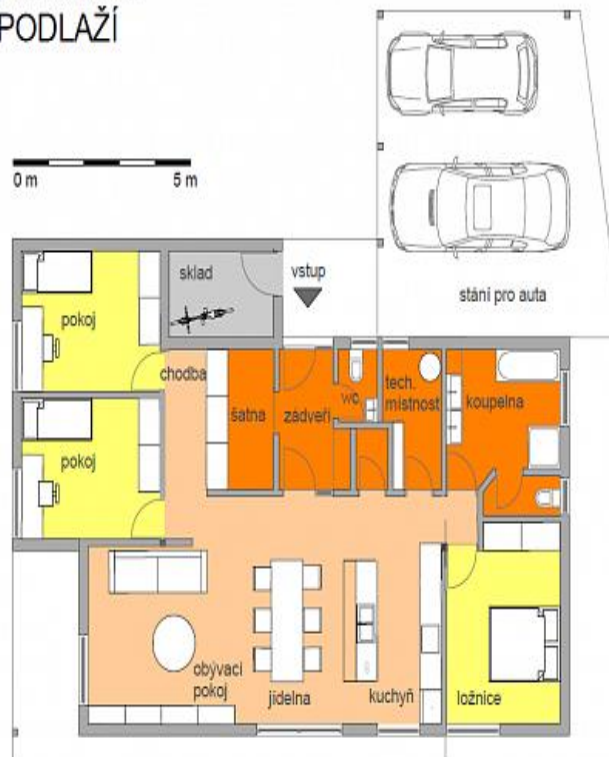 PODLAŽÍ
0 m
5 m
sklad
vstup
stání pro auta
pokoj
chodba
šatna
zádveří
wc
tech.
místnost
koupelna
pokoj
obývací
pokoj
jídelna
kuchyň
ložnice